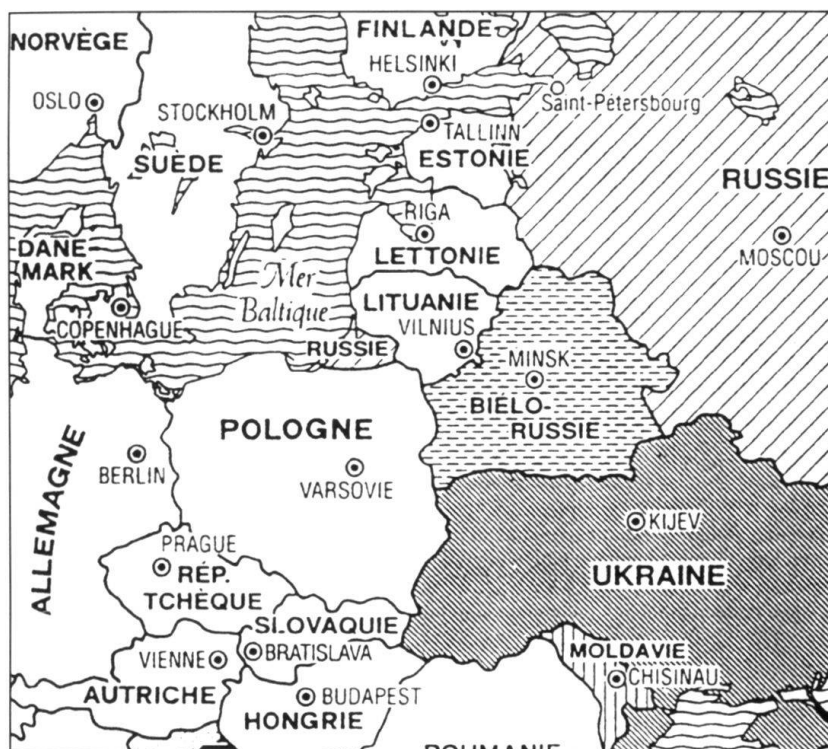 NORVÈGE
FINLANDE
HELSINKI
OSLO
STOCKHOLM
Saint-Pétersbourg
TALLINN
ESTONIE
SUÈDE
RUSSIE
RIGA
MOSCOU
DANE
MARK
LETTONIE
Mer
Baltique
LITUANIE
VILNIUS
COPENHAGUE
RUSSIE
MINSK
BIÉLO-
RUSSIE
POLOGNE
ALLEMAGNE
BERLIN
VARSOVIE
KIJEV
PRAGUE
RÉP.
TCHÈQUE
UKRAINE
SLOVAQUIE
MOLDAVIE
VIENNE
BRATISLAVA
CHISINAU
AUTRICHE
BUDAPEST
HONGRIE
ROUMANIE